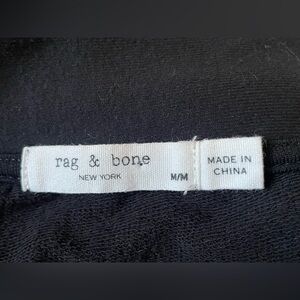 rag & bone
NEW YORK
M/M
MADE IN
CHINA